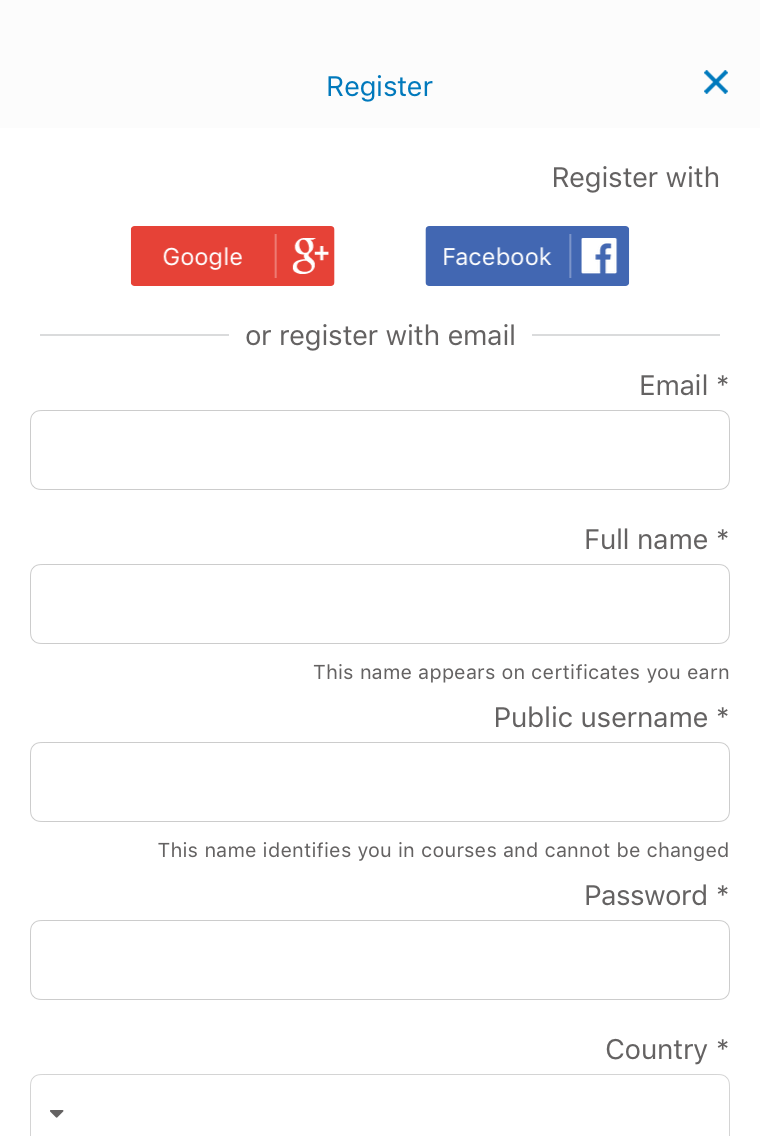 Register
Register with
Google g+
Facebook f
or register with email
Email *
Full name *
This name appears on certificates you earn
Public username *
This name identifies you in courses and cannot be changed
Password *
Country *